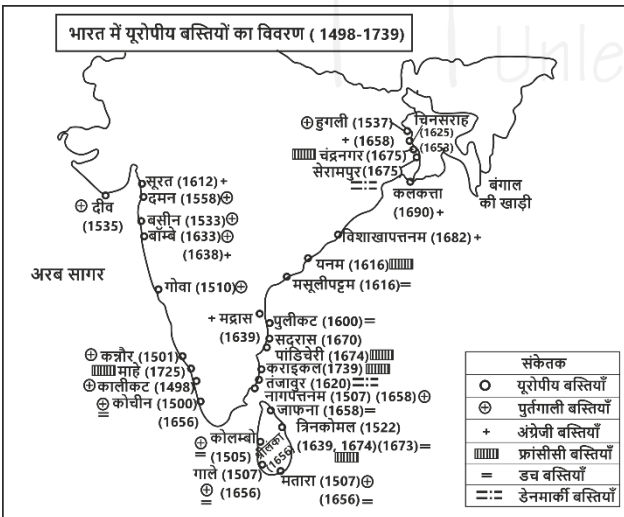 भारत में यूरोपीय बस्तियों का विवरण ( 1498-1739)
Unle
हुगली (1537)
+ (1658)
चिनसराह
(1625)
(1653)
चंद्रनगर (1675)
सेरामपुर (1675)
कलकत्ता
(1690) +
बंगाल
की खाड़ी
सूरत (1612) +
दमन (1558)
दीव
(1535)
बसीन (1533)
बॉम्बे (1633)
(1638) +
विशाखापत्तनम (1682) +
यनम (1616)
मसूलीपट्टम (1616) =
अरब सागर
गोवा (1510)
+ मद्रास
(1639)
पुलीकट (1600) =
सद्रास (1670)
पांडिचेरी (1674)
कराइकल (1739)
तंजावुर (1620)
नागपत्तनम (1507) (1658)
जाफना (1658) =
त्रिनकोमल (1522)
(1639, 1674) (1673) =
कन्नौर (1501)
माहे (1725)
कालीकट (1498)
कोचीन (1500)
=
(1656)
कोलम्बो
= (1505)
श्रीलंका
(1656)
गाले (1507)
(1656)
=
मतारा (1507)
(1656) =
संकेतक
यूरोपीय बस्तियाँ
पुर्तगाली बस्तियाँ
+ अंग्रेजी बस्तियाँ
फ्रांसीसी बस्तियाँ
= डच बस्तियाँ
डेनमार्की बस्तियाँ